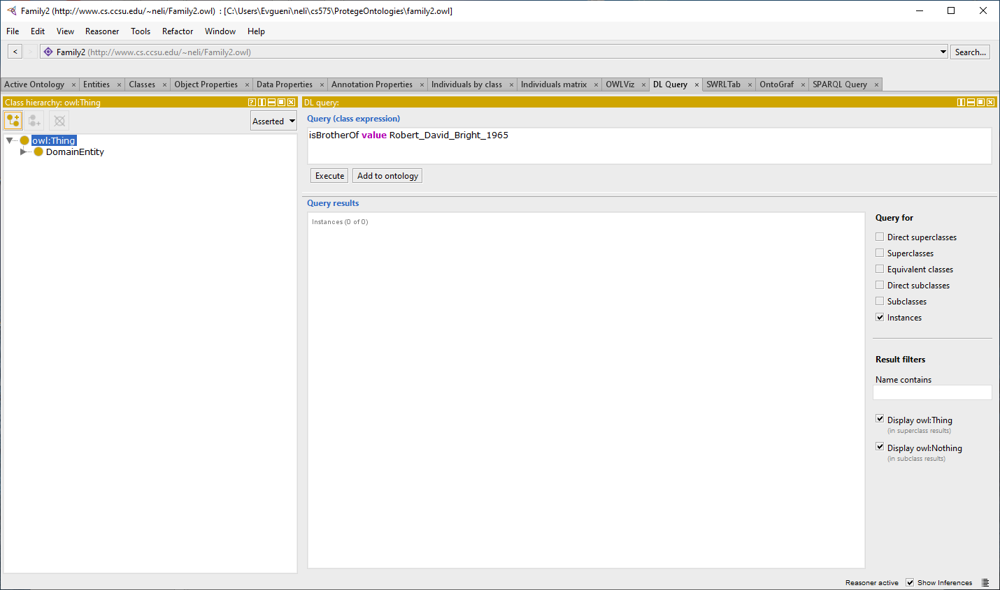 Family2 (http://www.cs.ccsu.edu/~neli/Family2.owl) : [C:\Users\Evgueni\neli\cs575\ProtegeOntologies\family2.owl]
File Edit View Reasoner Tools Refactor Window Help
< > Family2 (http://www.cs.ccsu.edu/~neli/Family2.owl) Search...
Active Ontology × Entities × Classes × Object Properties × Data Properties × Annotation Properties × Individuals by class × Individuals matrix × OWLViz × DL Query × SWRLTab × OntoGraf × SPARQL Query ×
Class hierarchy: owl:Thing
Asserted
owl:Thing
DomainEntity
DL query:
Query (class expression)
isBrotherOf value Robert_David_Bright_1965
Execute Add to ontology
Query results
Instances (0 of 0)
Query for
Direct superclasses
Superclasses
Equivalent classes
Direct subclasses
Subclasses
Instances
Result filters
Name contains
Display owl:Thing
(in superclass results)
Display owl:Nothing
(in subclass results)
Reasoner active Show Inferences